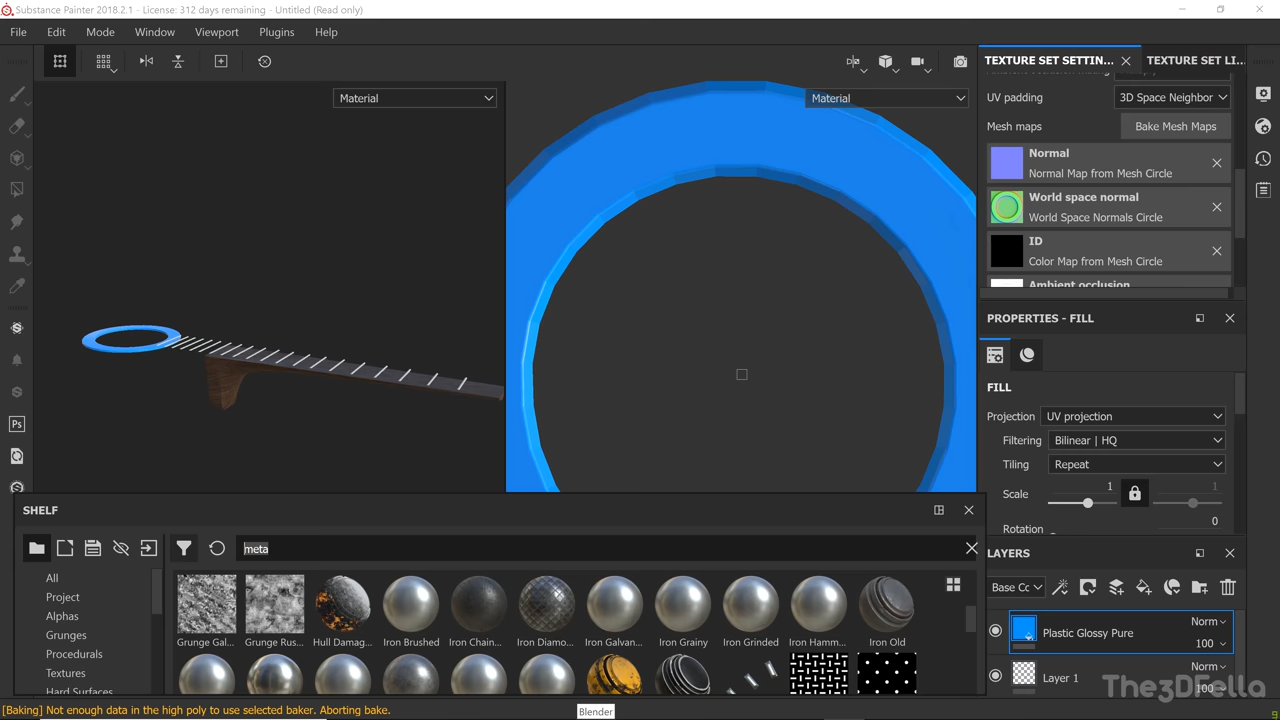 Substance Painter 2018.2.1 - License: 312 days remaining - Untitled (Read only)
File Edit Mode Window Viewport Plugins Help
Material
Material
TEXTURE SET SETTIN...
TEXTURE SET LI...
UV padding
3D Space Neighbor
Mesh maps
Bake Mesh Maps
Normal
Normal Map from Mesh Circle
World space normal
World Space Normals Circle
ID
Color Map from Mesh Circle
Ambient occlusion
PROPERTIES - FILL
FILL
Projection
UV projection
Filtering
Bilinear | HQ
Tiling
Repeat
Scale
1
1
Rotation
0
Ps
SHELF
meta
All
Project
Alphas
Grunges
Procedurals
Textures
Hard Surfaces
Grunge Gal...
Grunge Rus...
Hull Damag...
Iron Brushed
Iron Chain...
Iron Diamo...
Iron Galvan...
Iron Grainy
Iron Grinded
Iron Hamm...
Iron Old
LAYERS
Base Co
Plastic Glossy Pure
Norm
100
Layer 1
Norm
100
The3DFella
[Baking] Not enough data in the high poly to use selected baker. Aborting bake.
Blender